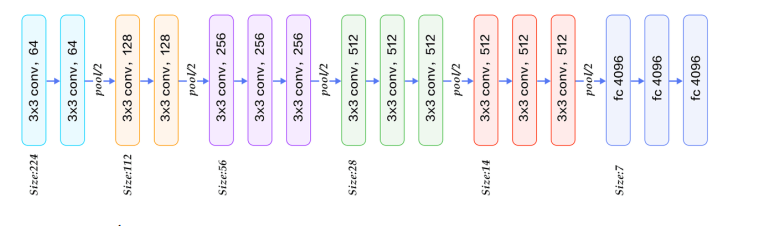 3x3 conv, 64
3x3 conv, 64
pool/2
3x3 conv, 128
3x3 conv, 128
pool/2
3x3 conv, 256
3x3 conv, 256
3x3 conv, 256
pool/2
3x3 conv, 512
3x3 conv, 512
3x3 conv, 512
pool/2
3x3 conv, 512
3x3 conv, 512
3x3 conv, 512
pool/2
fc 4096
fc 4096
fc 4096
Size:224
Size:112
Size:56
Size:28
Size:14
Size:7